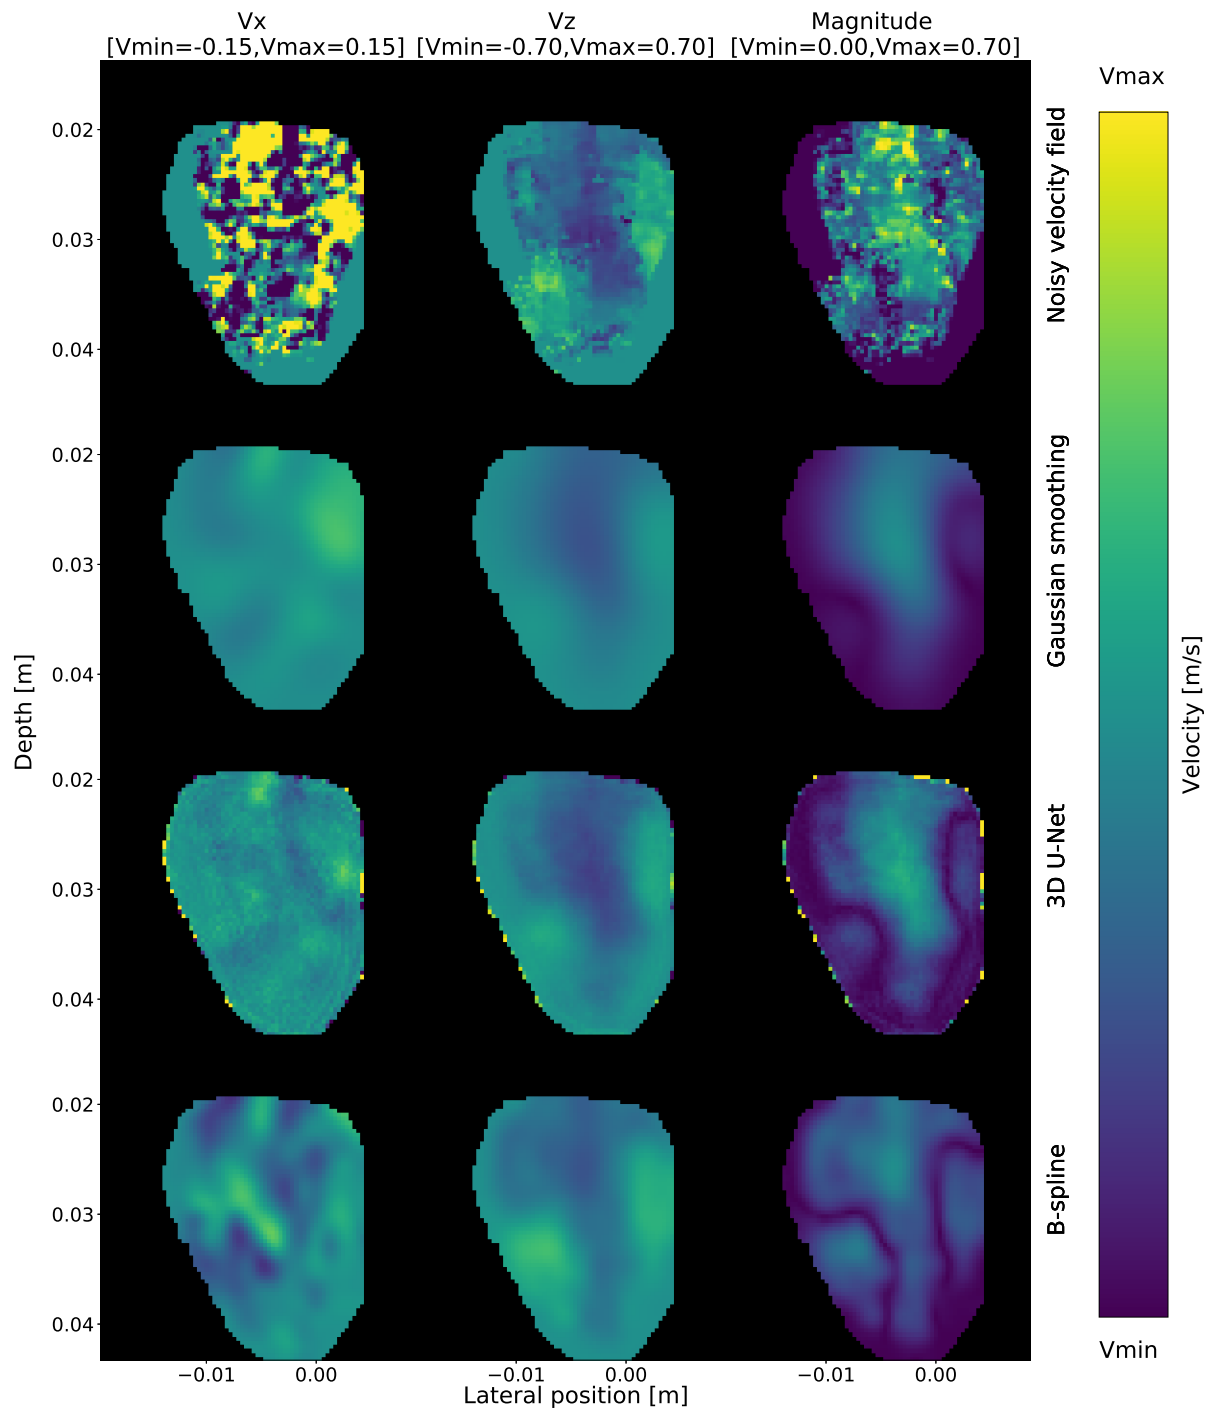 Vx
[Vmin=-0.15,Vmax=0.15]
Vz
[Vmin=-0.70,Vmax=0.70]
Magnitude
[Vmin=0.00,Vmax=0.70]
Vmax
0.02
0.03
0.04
Noisy velocity field
0.02
0.03
0.04
Gaussian smoothing
Depth [m]
Velocity [m/s]
0.02
0.03
0.04
3D U-Net
0.02
0.03
0.04
B-spline
Vmin
−0.01
0.00
−0.01
0.00
−0.01
0.00
Lateral position [m]